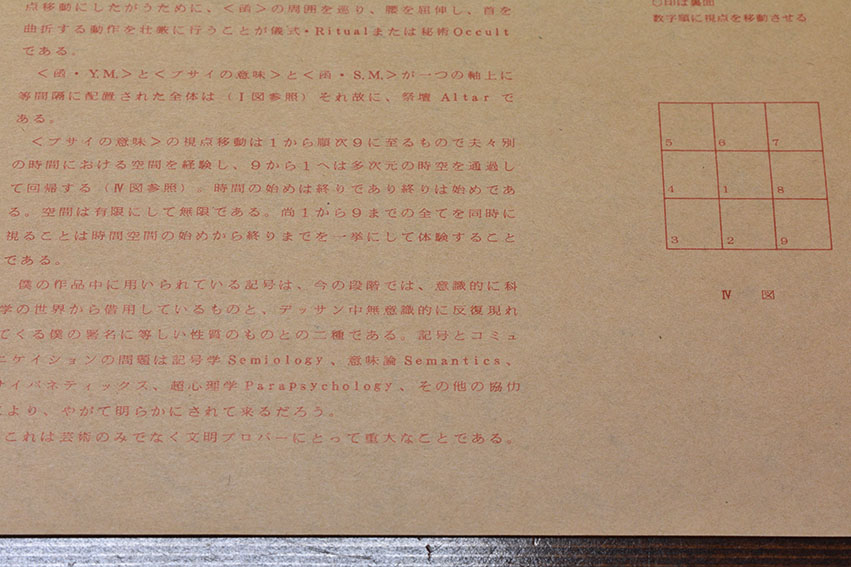 点移動にしたがうために、＜函＞の周囲を巡り、腰を屈伸し、首を
曲折する動作を壮厳に行うことが儀式・Ritualまたは秘術Occult
である。
＜函・Y.M.＞と＜プサイの意味＞と＜函・S.M.＞が一つの軸上に
等間隔に配置された全体は（Ⅰ図参照）それ故に、祭壇Altarで
ある。
＜プサイの意味＞の視点移動は１から順次９に至るもので夫々別
の時間における空間を経験し、９から１へは多次元の時空を通過し
て回帰する（Ⅳ図参照）。時間の始めは終りであり終りは始めであ
る。空間は有限にして無限である。尚１から９までの全てを同時に
視ることは時間空間の始めから終りまでを一挙にして体験すること
である。
僕の作品中に用いられている記号は、今の段階では、意識的に科
学の世界から借用しているものと、デッサン中無意識的に反復現れ
てくる僕の署名に等しい性質のものとの二種である。記号とコミュ
ニケイションの問題は記号学Semiology、意味論Semantics、
サイバネティックス、超心理学Parapsychology、その他の協力
により、やがて明らかにされて来るだろう。
これは芸術のみでなく文明プロパーにとって重大なことである。
○印は裏面
数字順に視点を移動させる
5 6 7
4 1 8
3 2 9
Ⅳ 図